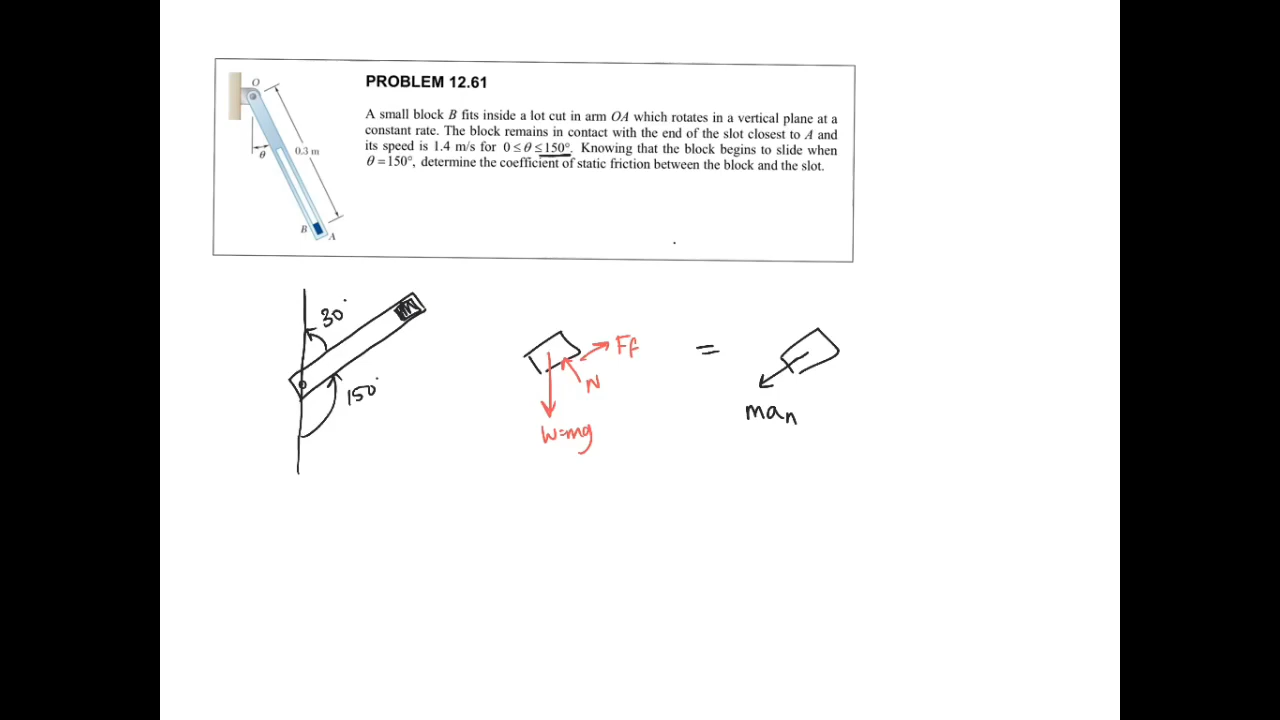 PROBLEM 12.61
A small block B fits inside a lot cut in arm OA which rotates in a vertical plane at a
constant rate. The block remains in contact with the end of the slot closest to A and
its speed is 1.4 m/s for 0 ≤ θ ≤ 150°. Knowing that the block begins to slide when
θ = 150°, determine the coefficient of static friction between the block and the slot.
O
θ
0.3 m
B
A
30°
150°
Ff
N
W=mg
=
man